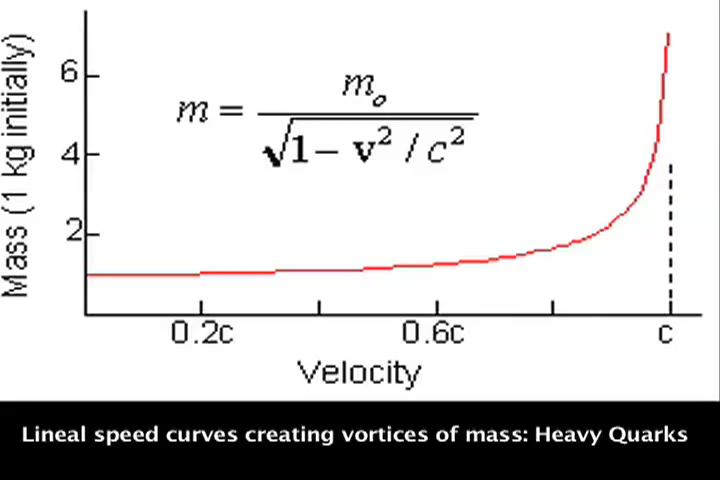 Mass (1 kg initially)
6
4
2
m = m₀ / √1 – v² / c²
0.2c 0.6c c
Velocity
Lineal speed curves creating vortices of mass: Heavy Quarks